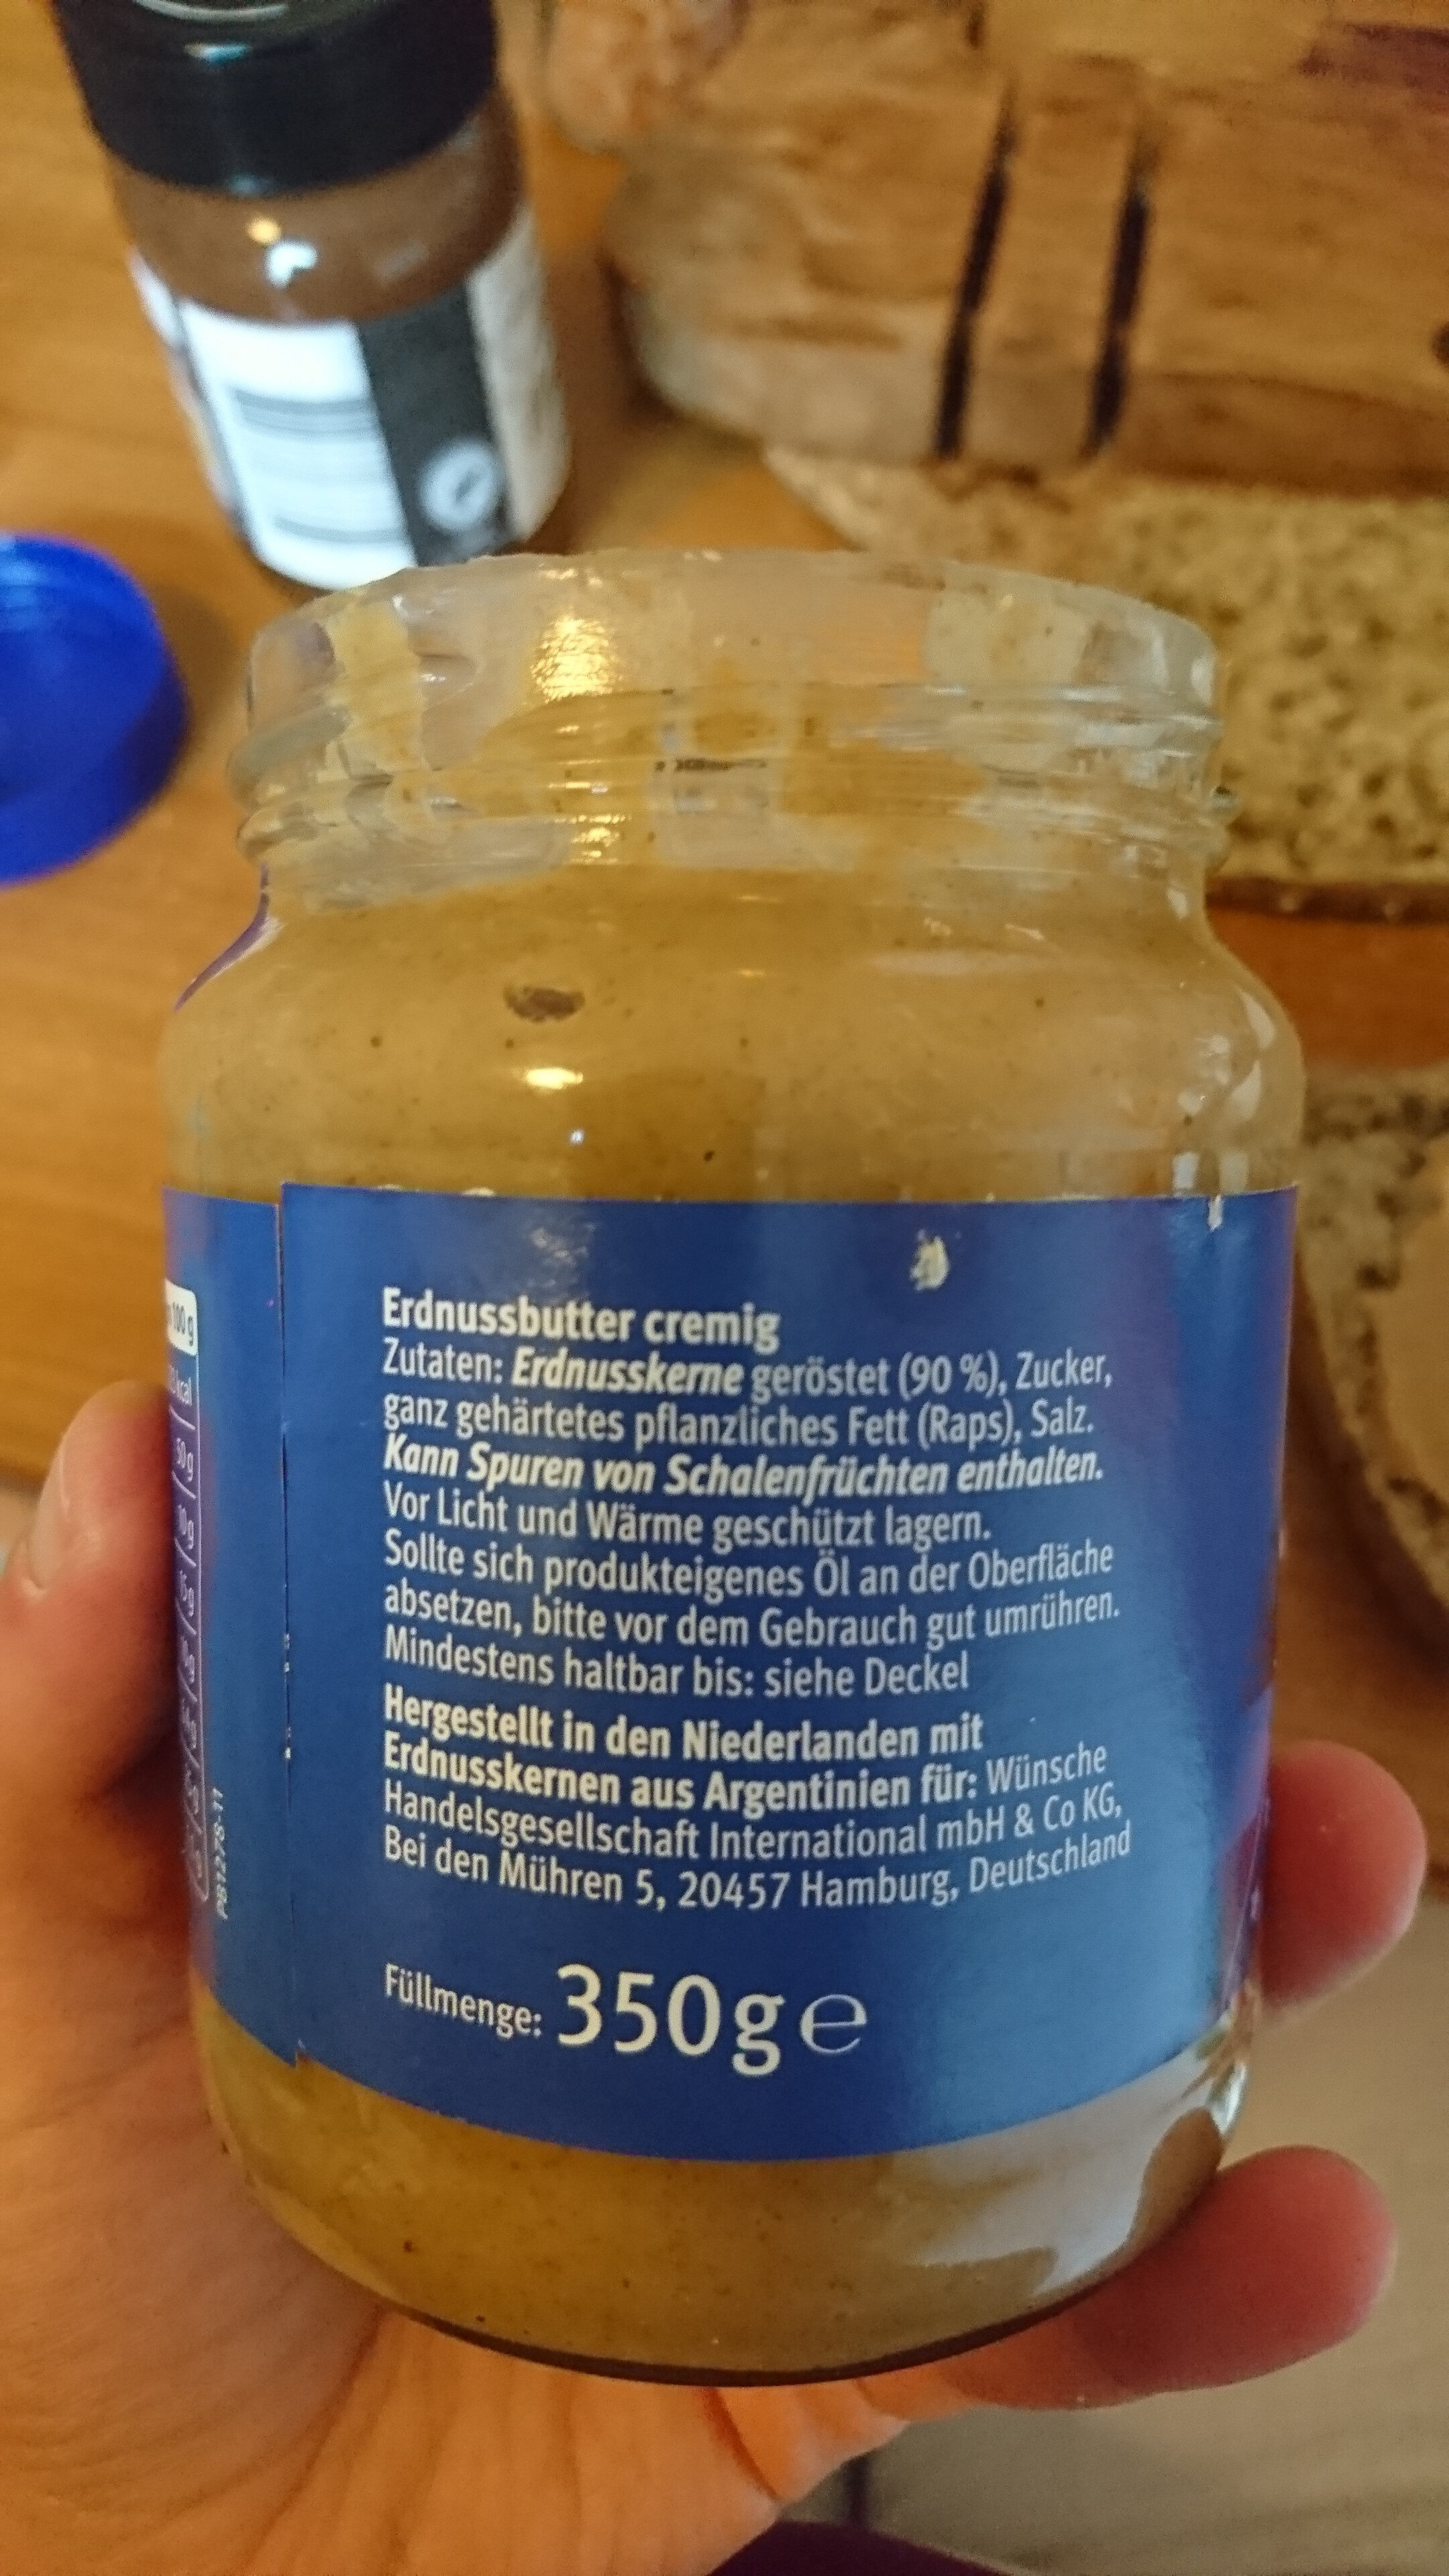 Erdnussbutter cremig
Zutaten: Erdnusskerne geröstet (90 %), Zucker,
ganz gehärtetes pflanzliches Fett (Raps), Salz.
Kann Spuren von Schalenfrüchten enthalten.
Vor Licht und Wärme geschützt lagern.
Sollte sich produkteigenes Öl an der Oberfläche
absetzen, bitte vor dem Gebrauch gut umrühren.
Mindestens haltbar bis: siehe Deckel
Hergestellt in den Niederlanden mit
Erdnusskernen aus Argentinien für: Wünsche
Handelsgesellschaft International mbH & Co KG,
Bei den Mühren 5, 20457 Hamburg, Deutschland
Füllmenge: 350g e
100 g
kcal